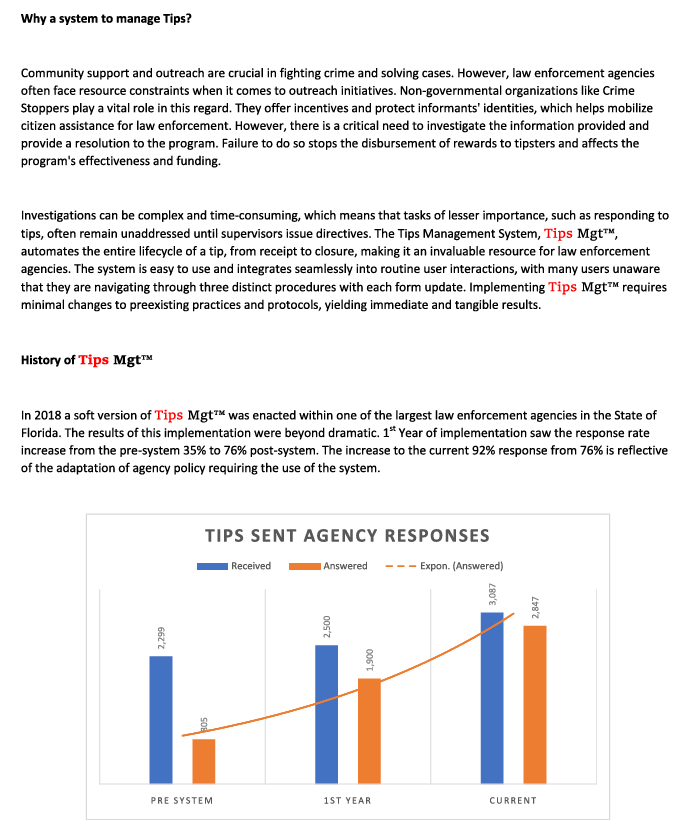 Why a system to manage Tips?
Community support and outreach are crucial in fighting crime and solving cases. However, law enforcement agencies
often face resource constraints when it comes to outreach initiatives. Non-governmental organizations like Crime
Stoppers play a vital role in this regard. They offer incentives and protect informants' identities, which helps mobilize
citizen assistance for law enforcement. However, there is a critical need to investigate the information provided and
provide a resolution to the program. Failure to do so stops the disbursement of rewards to tipsters and affects the
program's effectiveness and funding.
Investigations can be complex and time-consuming, which means that tasks of lesser importance, such as responding to
tips, often remain unaddressed until supervisors issue directives. The Tips Management System, Tips Mgt™,
automates the entire lifecycle of a tip, from receipt to closure, making it an invaluable resource for law enforcement
agencies. The system is easy to use and integrates seamlessly into routine user interactions, with many users unaware
that they are navigating through three distinct procedures with each form update. Implementing Tips Mgt™ requires
minimal changes to preexisting practices and protocols, yielding immediate and tangible results.
History of Tips Mgt™
In 2018 a soft version of Tips Mgt™ was enacted within one of the largest law enforcement agencies in the State of
Florida. The results of this implementation were beyond dramatic. 1st Year of implementation saw the response rate
increase from the pre-system 35% to 76% post-system. The increase to the current 92% response from 76% is reflective
of the adaptation of agency policy requiring the use of the system.
TIPS SENT AGENCY RESPONSES
Received Answered Expon. (Answered)
2,299
805
2,500
1,900
3,087
2,847
PRE SYSTEM 1ST YEAR CURRENT